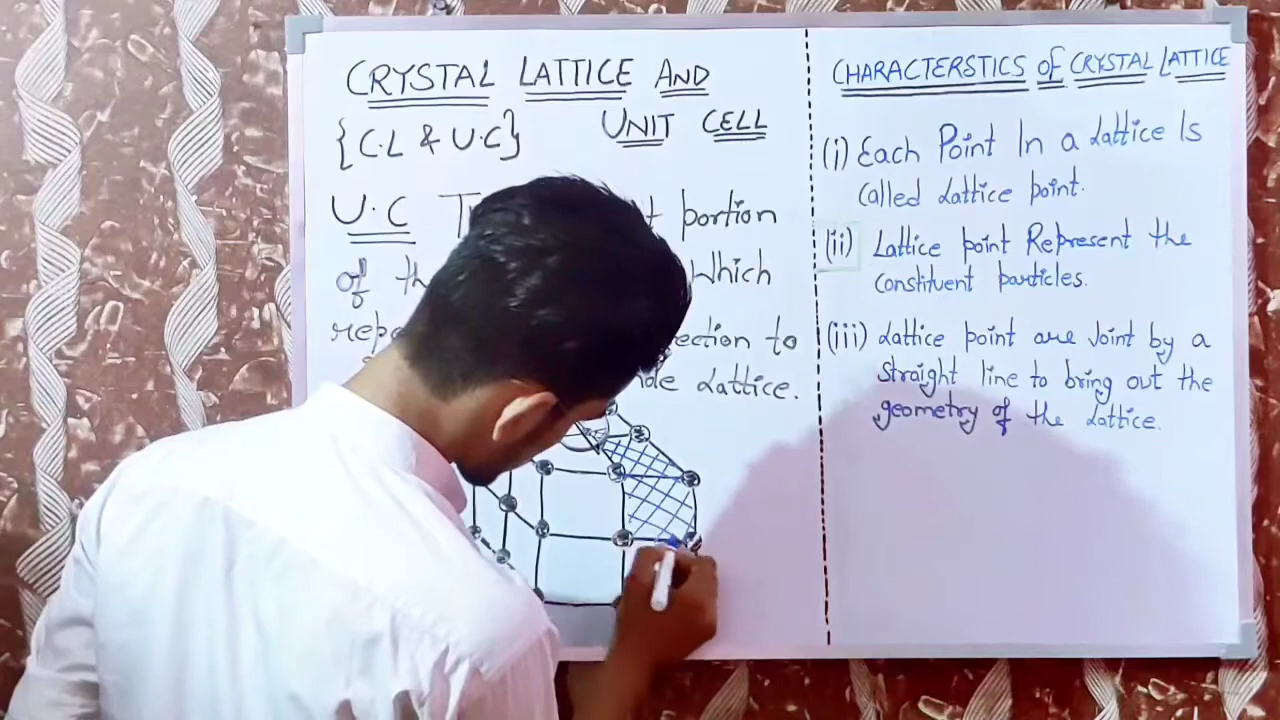 CRYSTAL LATTICE AND
UNIT CELL
{C.L & U.C}
U.C portion
of Which
ection to
Lattice.
CHARACTERSTICS OF CRYSTAL LATTICE
(i) Each Point In a Lattice Is
Called Lattice point.
(ii) Lattice point Represent the
Constituent particles.
(iii) Lattice point are Joint by a
straight line to bring out the
geometry of the Lattice.